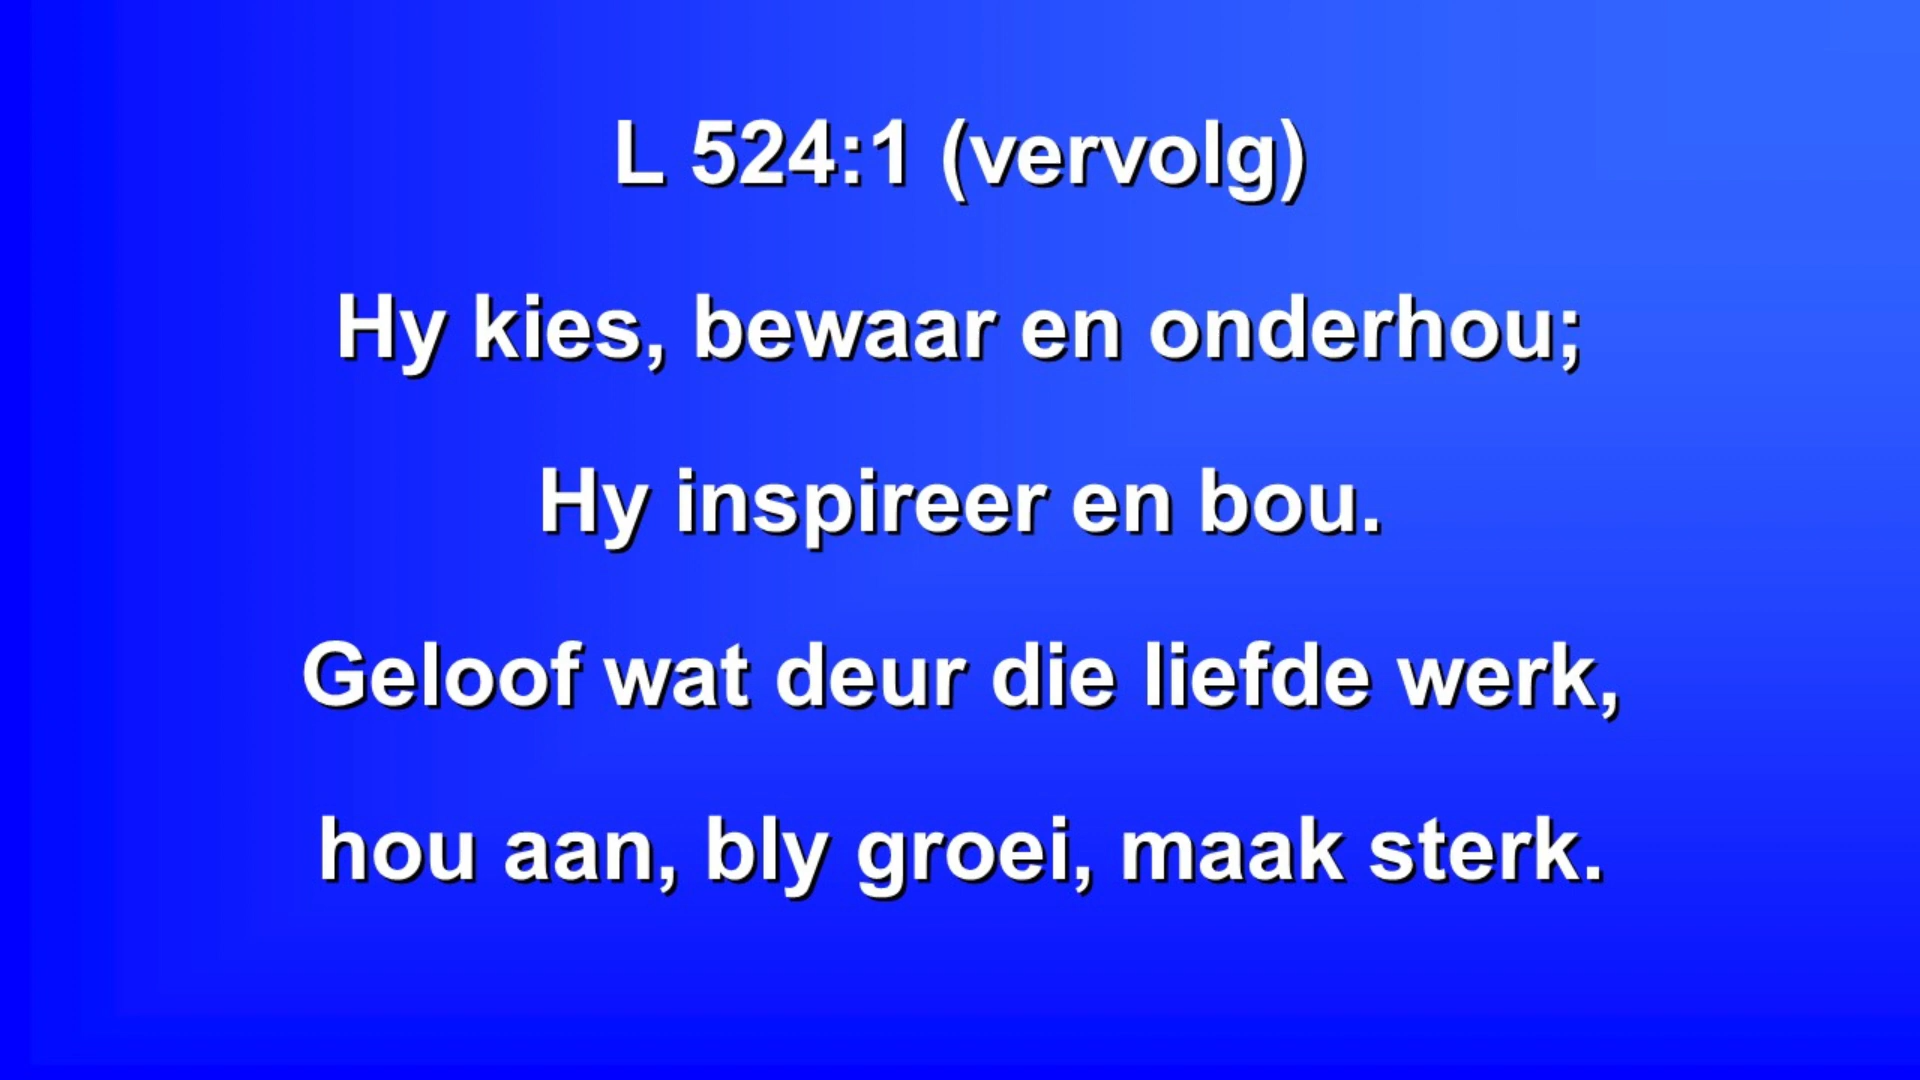 L 524:1 (vervolg)
Hy kies, bewaar en onderhou;
Hy inspireer en bou.
Geloof wat deur die liefde werk,
hou aan, bly groei, maak sterk.